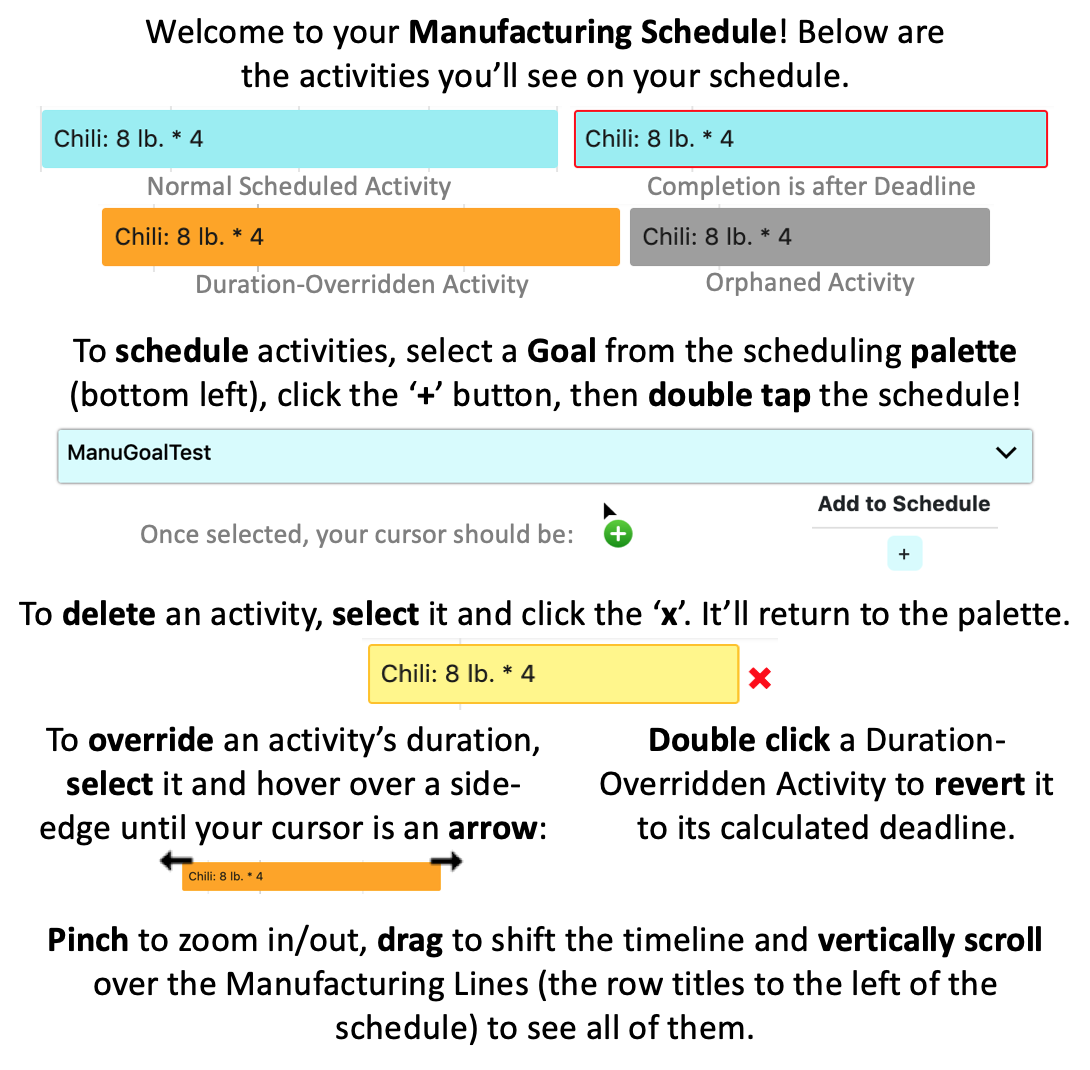 Welcome to your Manufacturing Schedule! Below are
the activities you’ll see on your schedule.
Chili: 8 lb. * 4
Chili: 8 lb. * 4
Normal Scheduled Activity
Completion is after Deadline
Chili: 8 lb. * 4
Chili: 8 lb. * 4
Duration-Overridden Activity
Orphaned Activity
To schedule activities, select a Goal from the scheduling palette
(bottom left), click the ‘+’ button, then double tap the schedule!
ManuGoalTest
Add to Schedule
Once selected, your cursor should be:
+
To delete an activity, select it and click the ‘x’. It’ll return to the palette.
Chili: 8 lb. * 4
To override an activity’s duration,
select it and hover over a side-
edge until your cursor is an arrow:
Chili: 8 lb. * 4
Double click a Duration-
Overridden Activity to revert it
to its calculated deadline.
Pinch to zoom in/out, drag to shift the timeline and vertically scroll
over the Manufacturing Lines (the row titles to the left of the
schedule) to see all of them.